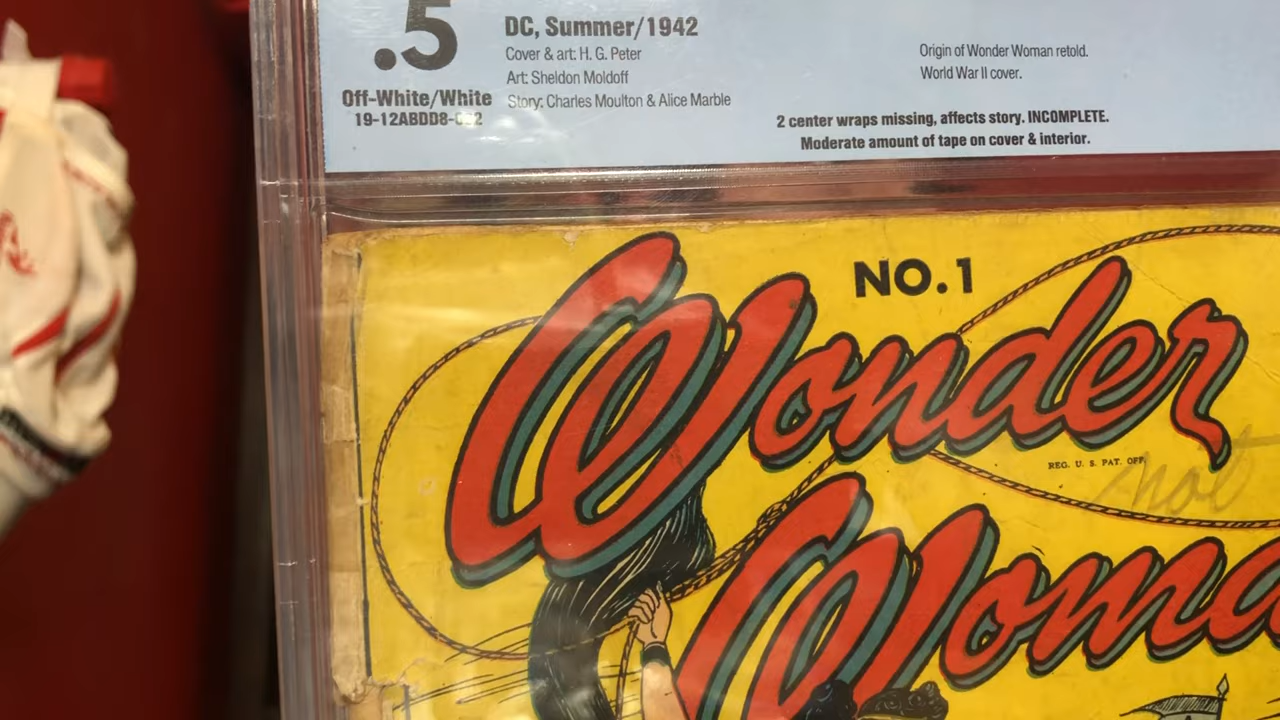 .5
Off-White/White
19-12ABDD8-
DC, Summer/1942
Cover & art: H. G. Peter
Art: Sheldon Moldoff
Story: Charles Moulton & Alice Marble
Origin of Wonder Woman retold.
World War II cover.
2 center wraps missing, affects story. INCOMPLETE.
Moderate amount of tape on cover & interior.
NO.1
Wonder
REG. U. S. PAT. OFF.
hot
Woma